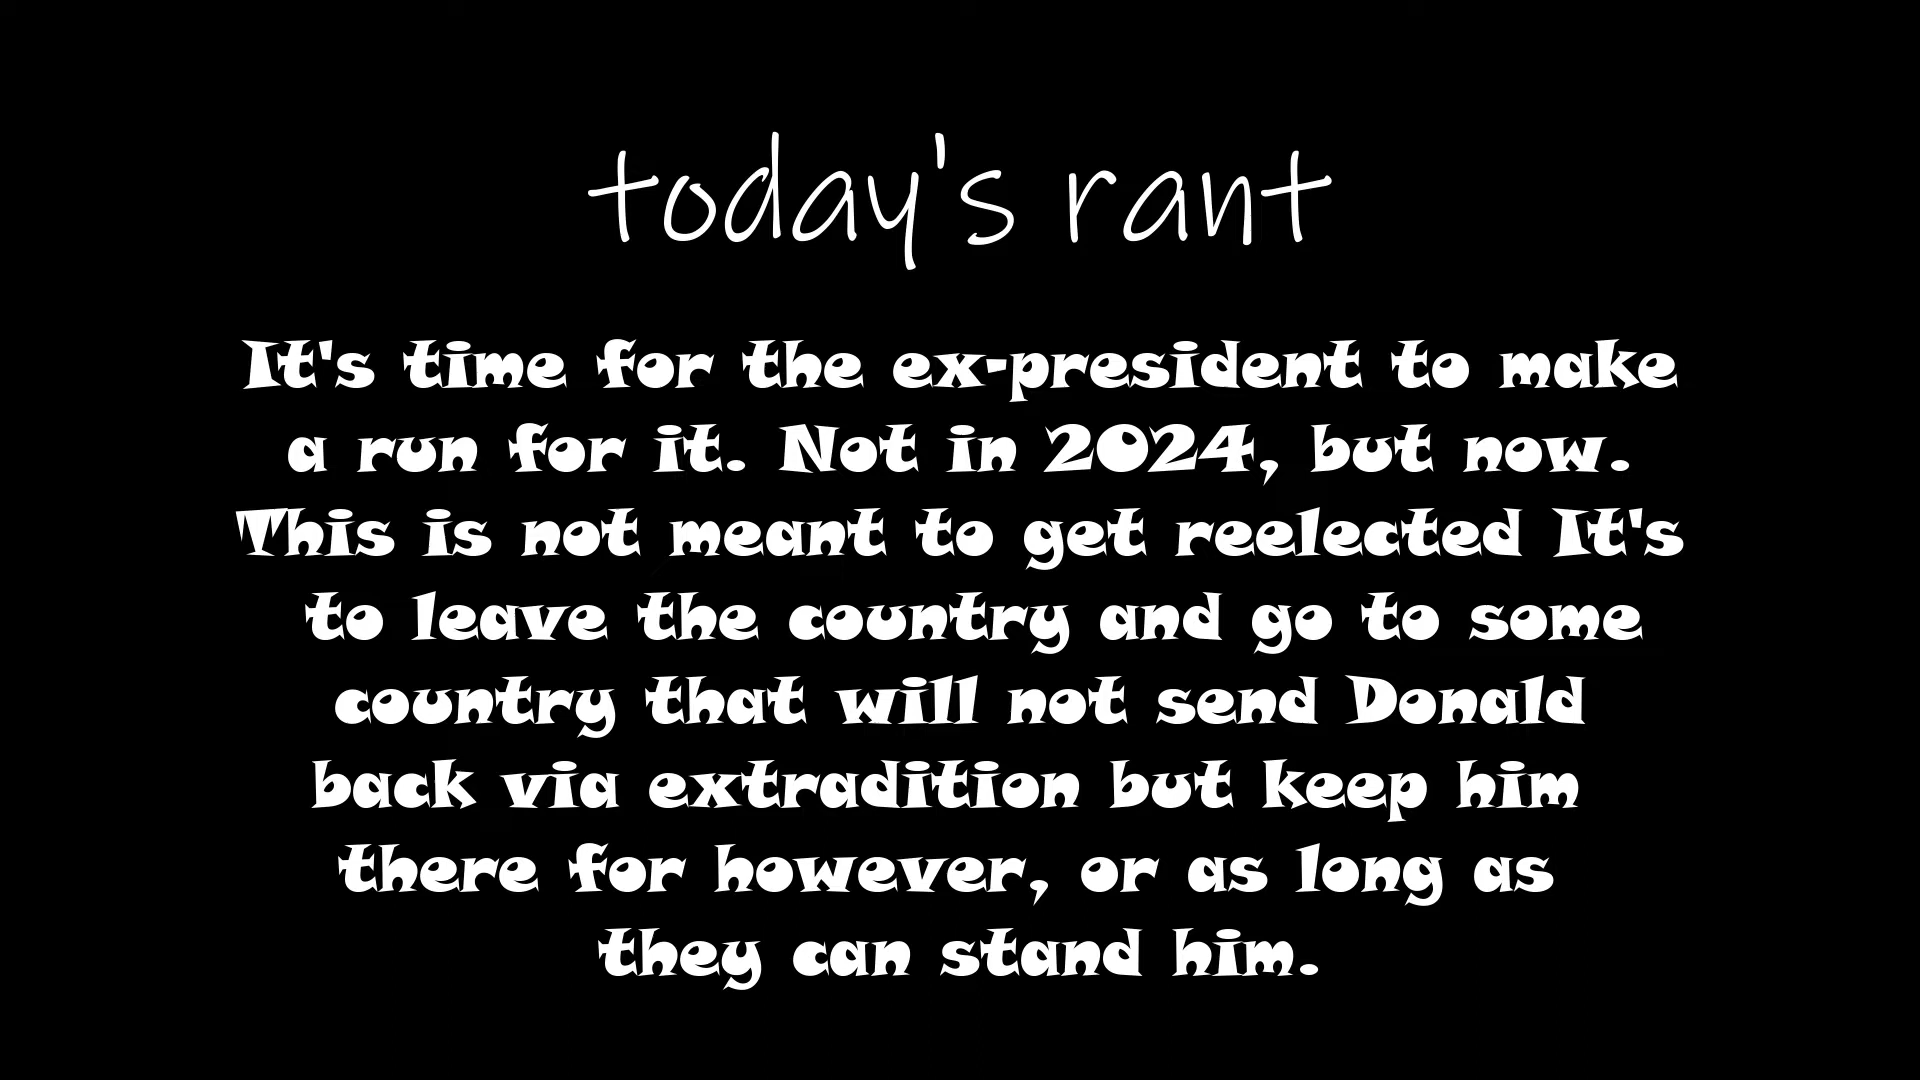 today's rant
It's time for the ex-president to make
a run for it. Not in 2024, but now.
This is not meant to get reelected It's
to leave the country and go to some
country that will not send Donald
back via extradition but keep him
there for however, or as long as
they can stand him.